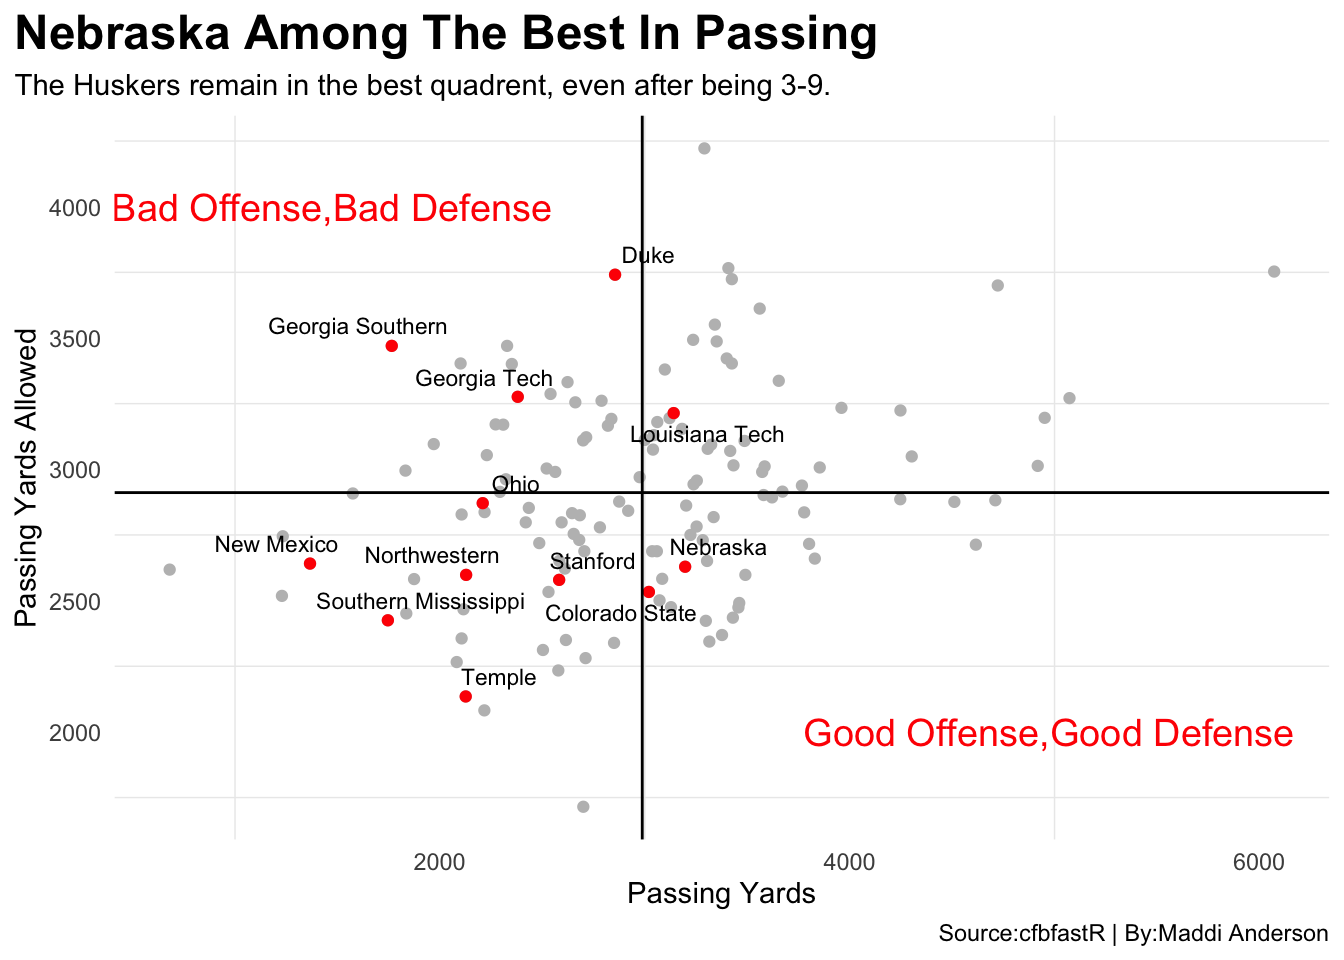 Nebraska Among The Best In Passing
The Huskers remain in the best quadrent, even after being 3-9.
4000
Bad Offense,Bad Defense
Duke
3500
Georgia Southern
Georgia Tech
Louisiana Tech
Passing Yards Allowed
3000
Ohio
New Mexico
Northwestern
Stanford
Nebraska
2500
Southern Mississippi
Colorado State
Temple
2000
Good Offense,Good Defense
2000
4000
6000
Passing Yards
Source:cfbfastR | By:Maddi Anderson